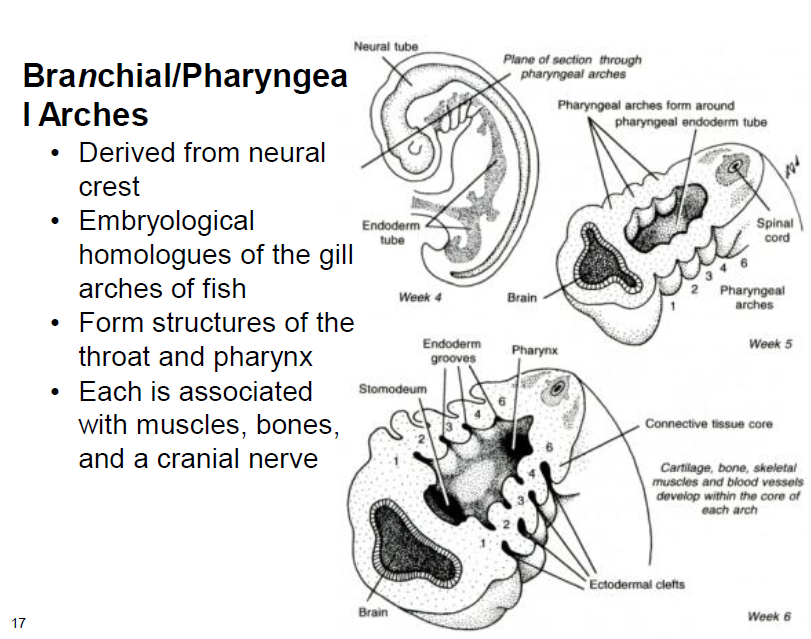 Branchial/Pharyngea
l Arches
• Derived from neural
crest
• Embryological
homologues of the gill
arches of fish
• Form structures of the
throat and pharynx
• Each is associated
with muscles, bones,
and a cranial nerve
17
Neural tube
Plane of section through
pharyngeal arches
Endoderm
tube
Week 4
Pharyngeal arches form around
pharyngeal endoderm tube
Spinal
cord
Brain
1
2
3
4
6
Pharyngeal
arches
Week 5
Endoderm
grooves
Pharynx
Stomodeum
6
4
3
2
1
6
4
3
2
1
Connective tissue core
Cartilage, bone, skeletal
muscles and blood vessels
develop within the core of
each arch
Ectodermal clefts
Brain
Week 6